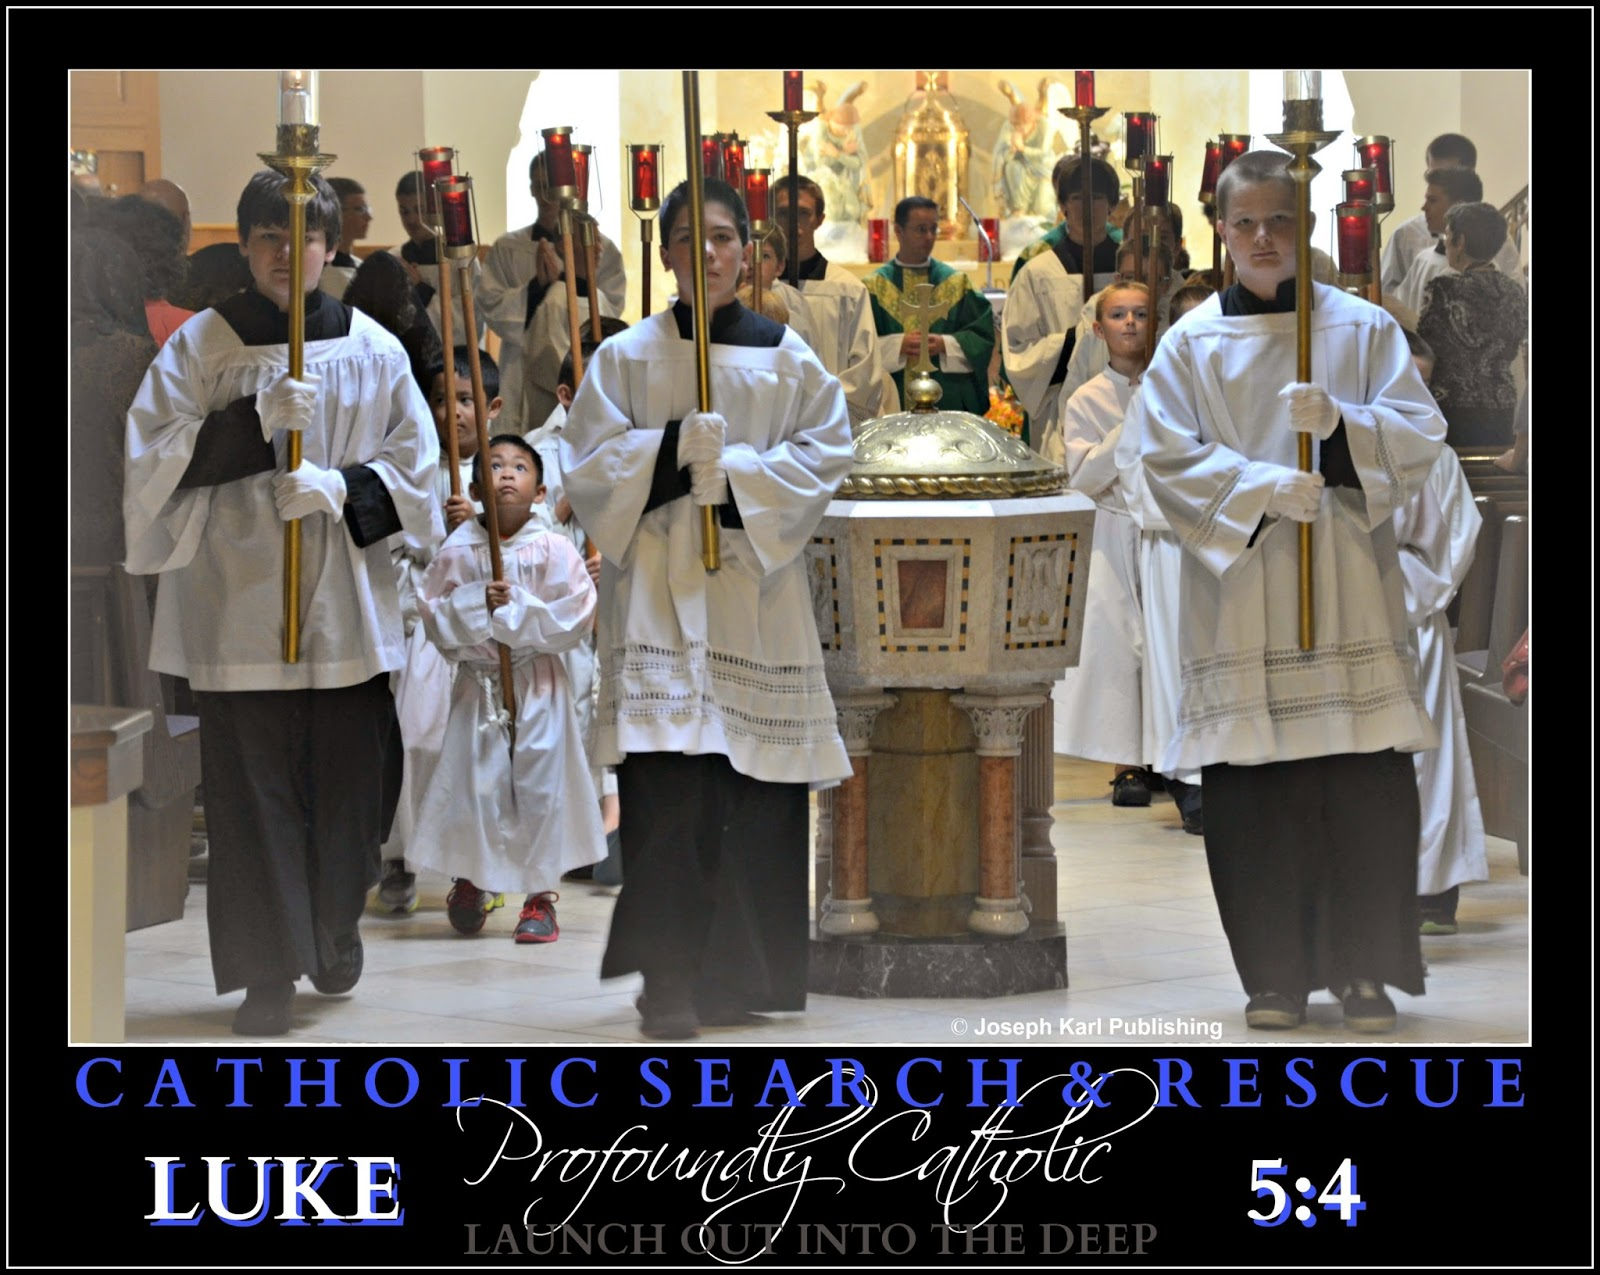 © Joseph Karl Publishing
CATHOLIC SEARCH & RESCUE
Profoundly Catholic
LUKE 5:4
LAUNCH OUT INTO THE DEEP